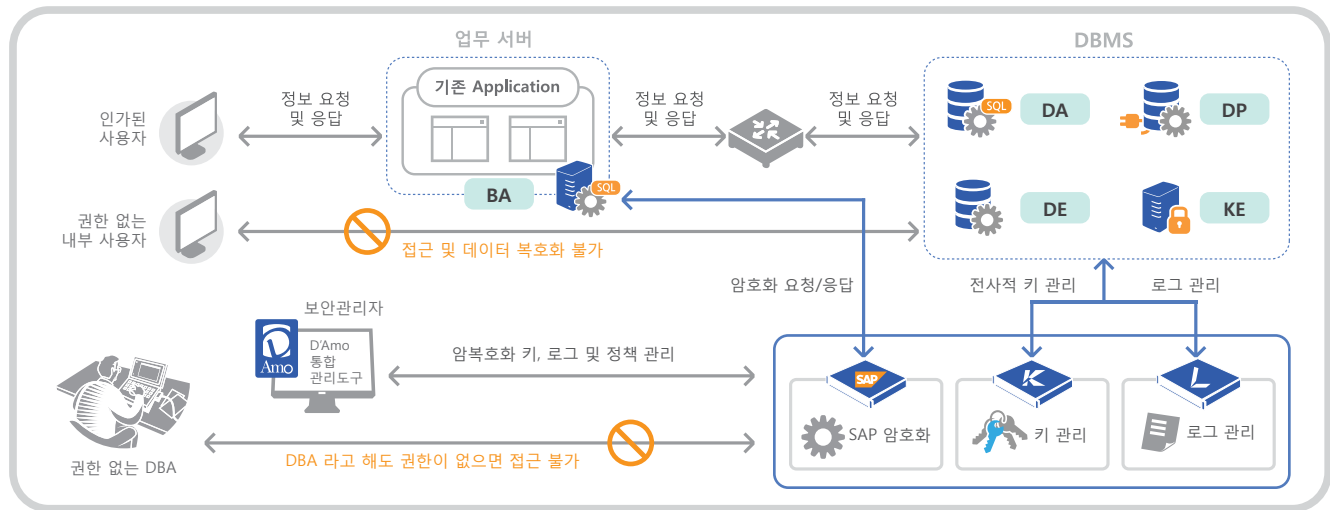 업무 서버
DBMS
기존 Application
인가된
사용자
정보 요청
및 응답
정보 요청
및 응답
정보 요청
및 응답
SQL
DA
DP
BA
SQL
DE
KE
권한 없는
내부 사용자
접근 및 데이터 복호화 불가
암호화 요청/응답
전사적 키 관리
로그 관리
보안관리자
D'Amo
통합
관리도구
Amo
암복호화 키, 로그 및 정책 관리
SAP
K
L
SAP 암호화
키 관리
로그 관리
권한 없는 DBA
DBA 라고 해도 권한이 없으면 접근 불가